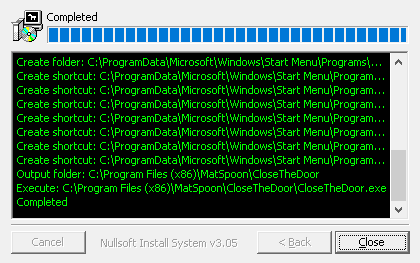 Completed
Create folder: C:\ProgramData\Microsoft\Windows\Start Menu\Programs\...
Create shortcut: C:\ProgramData\Microsoft\Windows\Start Menu\Program...
Create shortcut: C:\ProgramData\Microsoft\Windows\Start Menu\Program...
Create shortcut: C:\ProgramData\Microsoft\Windows\Start Menu\Program...
Create shortcut: C:\ProgramData\Microsoft\Windows\Start Menu\Program...
Create shortcut: C:\ProgramData\Microsoft\Windows\Start Menu\Program...
Create shortcut: C:\ProgramData\Microsoft\Windows\Start Menu\Program...
Create shortcut: C:\ProgramData\Microsoft\Windows\Start Menu\Program...
Output folder: C:\Program Files (x86)\MatSpoon\CloseTheDoor
Execute: C:\Program Files (x86)\MatSpoon\CloseTheDoor\CloseTheDoor.exe
Completed
Cancel Nullsoft Install System v3.05 < Back Close